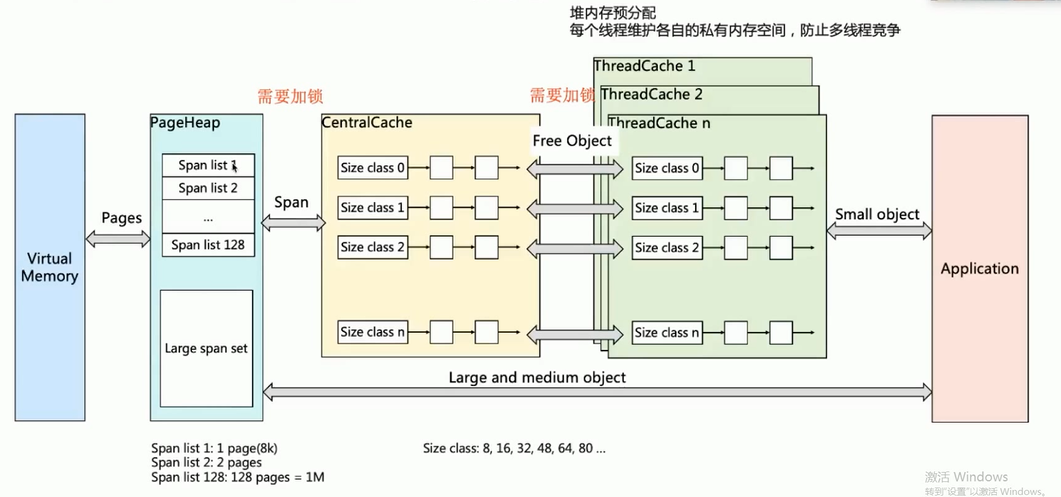 堆内存预分配
每个线程维护各自的私有内存空间，防止多线程竞争
ThreadCache 1
需要加锁
需要加锁
ThreadCache 2
PageHeap
CentralCache
ThreadCache n
Free Object
Span list 1
Size class 0
Size class 0
Span list 2
Span
Size class 1
Size class 1
Pages
...
Small object
Span list 128
Size class 2
Size class 2
Virtual
Memory
Application
Size class n
Size class n
Large span set
Large and medium object
Span list 1: 1 page(8k)
Size class: 8, 16, 32, 48, 64, 80 ...
Span list 2: 2 pages
Span list 128: 128 pages = 1M
激活 Windows
转到“设置”以激活 Windows。